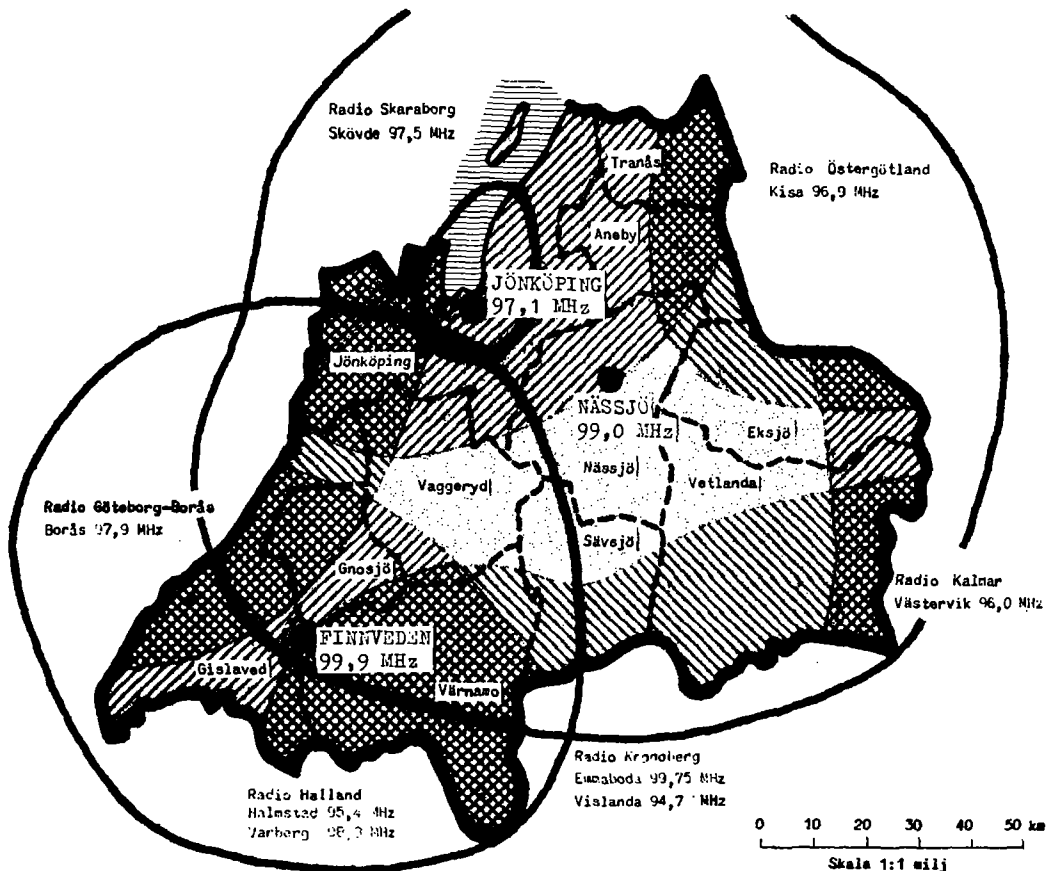 Radio Skaraborg
Skövde 97,5 MHz
Tranås
Radio Östergötland
Kisa 96,9 MHz
Aneby
JÖNKÖPING
97,1 MHz
Jönköping
NÄSSJÖ
99,0 MHz
Eksjö
Nässjö
Vetlanda
Vaggeryd
Radio Göteborg-Borås
Borås 97,9 MHz
Sävsjö
Gnosjö
Radio Kalmar
Västervik 96,0 MHz
FINNVEDEN
99,9 MHz
Gislaved
Värnamo
Radio Kronoberg
Emmaboda 99,75 MHz
Vislanda 94,7 MHz
Radio Halland
Halmstad 95,4 MHz
Varberg MHz
0 10 20 30 40 50 km
Skala 1:1 milj